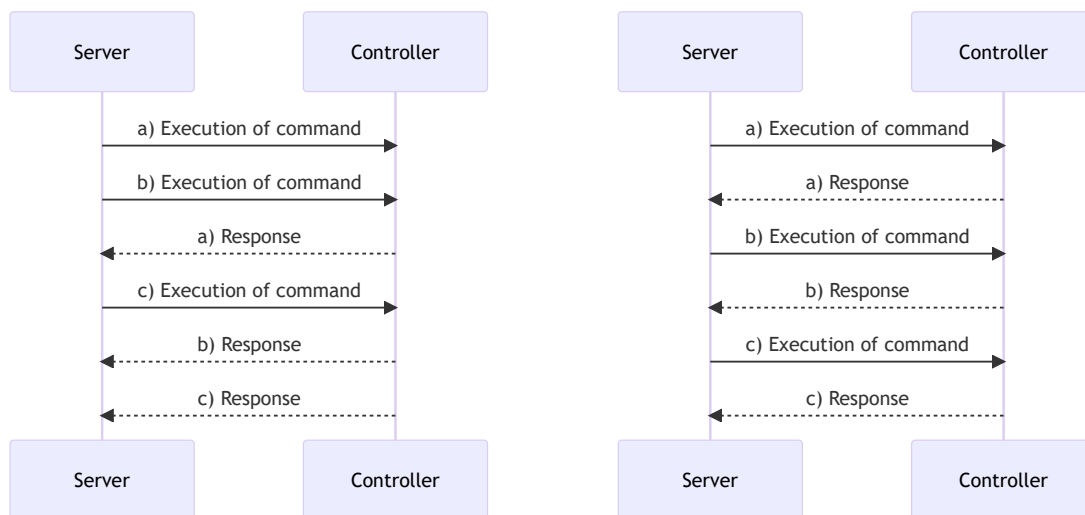 Server
Controller
a) Execution of command
b) Execution of command
a) Response
c) Execution of command
b) Response
c) Response
Server
Controller
Server
Controller
a) Execution of command
a) Response
b) Execution of command
b) Response
c) Execution of command
c) Response
Server
Controller